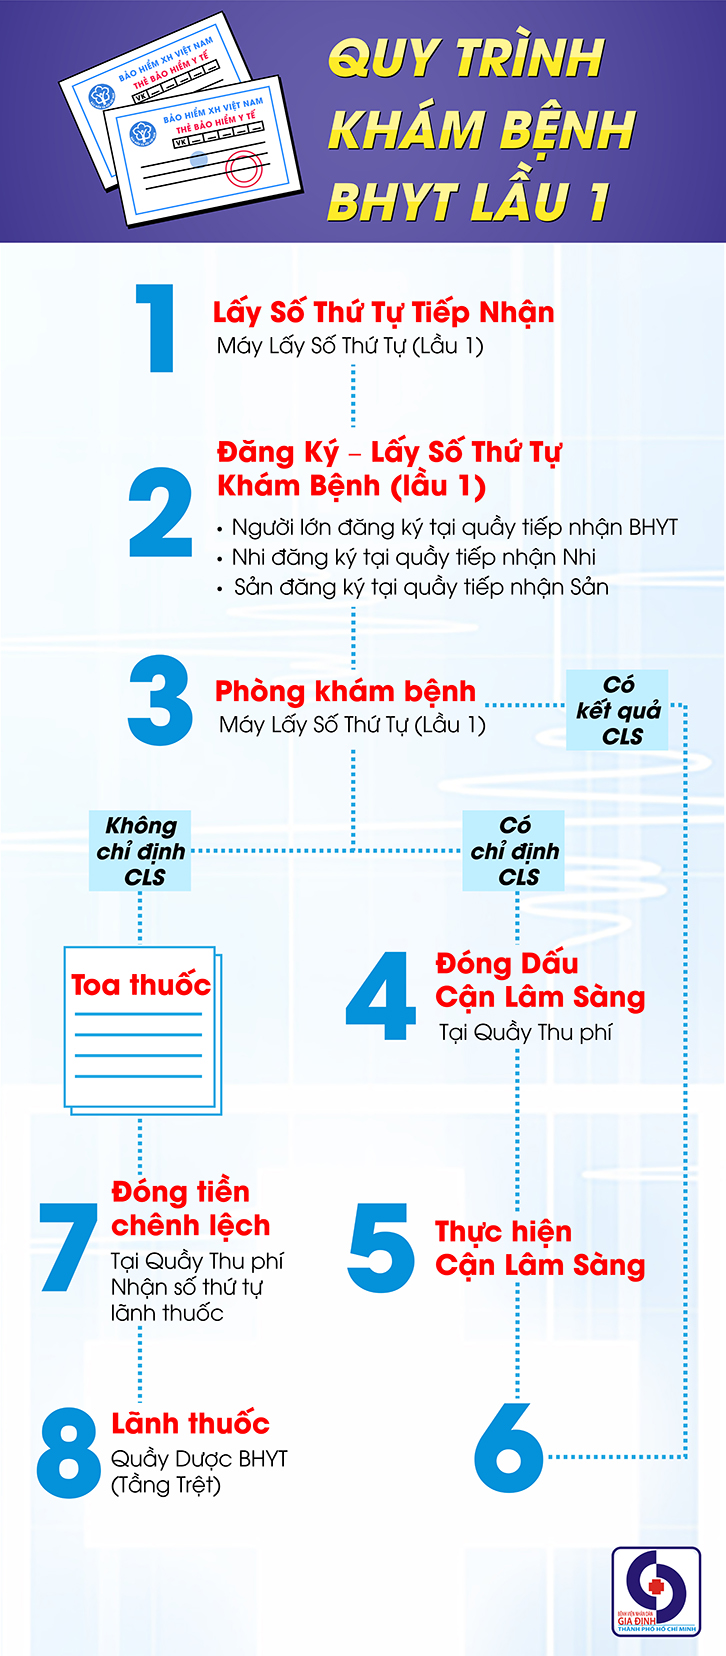 BẢO HIỂM XH VIỆT NAM
THẺ BẢO HIỂM Y TẾ
VK
BẢO HIỂM XH VIỆT NAM
THẺ BẢO HIỂM Y TẾ
VK
QUY TRÌNH
KHÁM BỆNH
BHYT LẦU 1
1
Lấy Số Thứ Tự Tiếp Nhận
Máy Lấy Số Thứ Tự (Lầu 1)
2
Đăng Ký – Lấy Số Thứ Tự
Khám Bệnh (lầu 1)
• Người lớn đăng ký tại quầy tiếp nhận BHYT
• Nhi đăng ký tại quầy tiếp nhận Nhi
• Sản đăng ký tại quầy tiếp nhận Sản
3
Phòng khám bệnh
Máy Lấy Số Thứ Tự (Lầu 1)
Có
kết quả
CLS
Không
chỉ định
CLS
Có
chỉ định
CLS
Toa thuốc
4
Đóng Dấu
Cận Lâm Sàng
Tại Quầy Thu phí
7
Đóng tiền
chênh lệch
Tại Quầy Thu phí
Nhận số thứ tự
lãnh thuốc
5
Thực hiện
Cận Lâm Sàng
8
Lãnh thuốc
Quầy Dược BHYT
(Tầng Trệt)
6
BỆNH VIỆN NHÂN DÂN
GIA ĐỊNH
THÀNH PHỐ HỒ CHÍ MINH